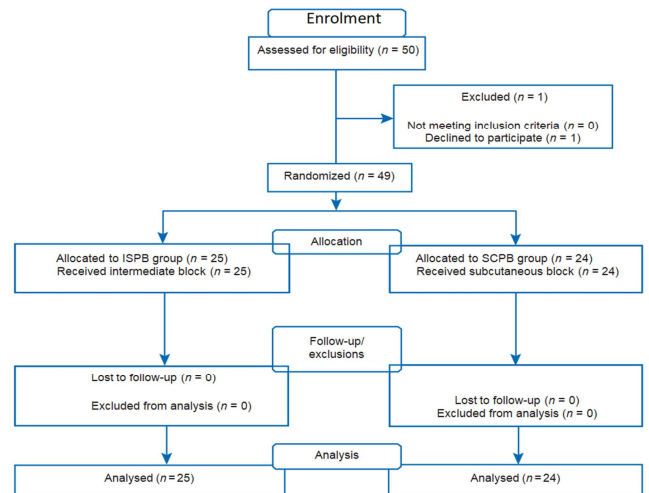 Enrolment
Assessed for eligibility (n = 50)
Excluded (n = 1)
Not meeting inclusion criteria (n = 0)
Declined to participate (n = 1)
Randomized (n = 49)
Allocation
Allocated to ISPB group (n = 25)
Received intermediate block (n = 25)
Allocated to SCPB group (n = 24)
Received subcutaneous block (n = 24)
Follow-up/
exclusions
Lost to follow-up (n = 0)
Excluded from analysis (n = 0)
Lost to follow-up (n = 0)
Excluded from analysis (n = 0)
Analysis
Analysed (n = 25)
Analysed (n = 24)